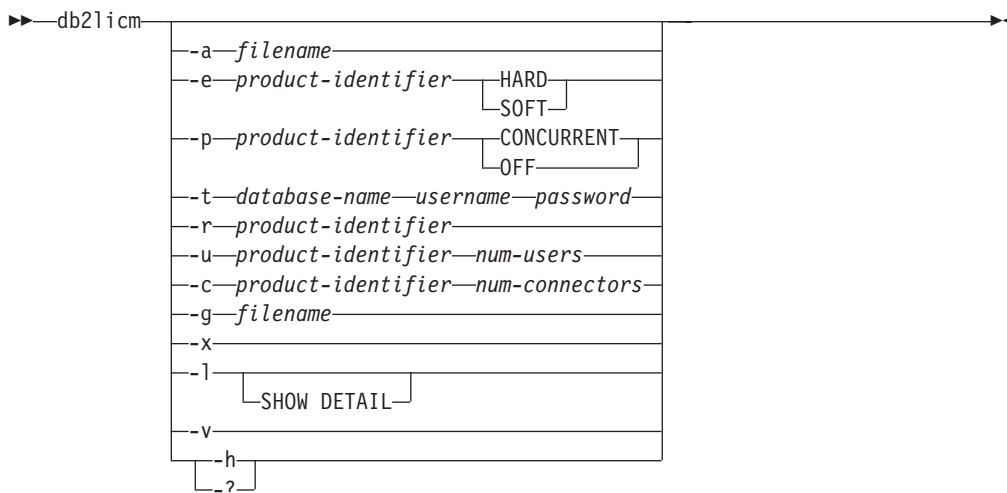 db2licm
-a filename
-e product-identifier HARD
SOFT
-p product-identifier CONCURRENT
OFF
-t database-name username password
-r product-identifier
-u product-identifier num-users
-c product-identifier num-connectors
-g filename
-x
-l
SHOW DETAIL
-v
-h
-?